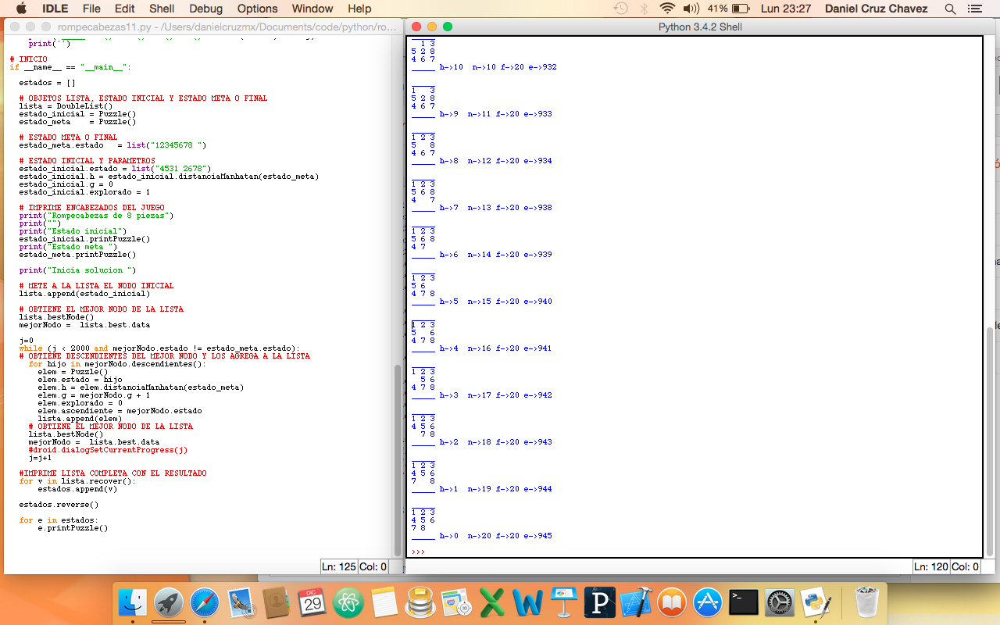 IDLE File Edit Shell Debug Options Window Help 41% Lun 23:27 Daniel Cruz Chavez
rompecabezas11.py - /Users/danielcruzmx/Documents/code/python/ro...
print('')
# INICIO
if __name__ == "__main__":
estados = []
# OBJETOS LISTA, ESTADO INICIAL Y ESTADO META O FINAL
lista = DoubleList()
estado_inicial = Puzzle()
estado_meta    = Puzzle()
# ESTADO META O FINAL
estado_meta.estado   = list("12345678 ")
# ESTADO INICIAL Y PARAMETROS
estado_inicial.estado = list("4531 2678")
estado_inicial.h = estado_inicial.distanciaManhatan(estado_meta)
estado_inicial.g = 0
estado_inicial.explorado = 1
# IMPRIME ENCABEZADOS DEL JUEGO
print("Rompecabezas de 8 piezas")
print("")
print("Estado inicial")
estado_inicial.printPuzzle()
print("Estado meta ")
estado_meta.printPuzzle()
print("Inicia solucion ")
# METE A LA LISTA EL NODO INICIAL
lista.append(estado_inicial)
# OBTIENE EL MEJOR NODO DE LA LISTA
lista.bestNode()
mejorNodo =  lista.best.data
j=0
while (j < 2000 and mejorNodo.estado != estado_meta.estado):
# OBTIENE DESCENDIENTES DEL MEJOR NODO Y LOS AGREGA A LA LISTA
for hijo in mejorNodo.descendientes():
elem = Puzzle()
elem.estado = hijo
elem.h = elem.distanciaManhatan(estado_meta)
elem.g = mejorNodo.g + 1
elem.explorado = 0
elem.ascendiente = mejorNodo.estado
lista.append(elem)
# OBTIENE EL MEJOR NODO DE LA LISTA
lista.bestNode()
mejorNodo =  lista.best.data
#droid.dialogSetCurrentProgress(j)
j=j+1
#IMPRIME LISTA COMPLETA CON EL RESULTADO
for v in lista.recover():
estados.append(v)
estados.reverse()
for e in estados:
e.printPuzzle()
Ln: 125 Col: 0
Python 3.4.2 Shell
1 3
5 2 8
4 6 7
_____ h->10  n->10 f->20 e->932
_____
1   3
5 2 8
4 6 7
_____ h->9  n->11 f->20 e->933
_____
1 2 3
5   8
4 6 7
_____ h->8  n->12 f->20 e->934
_____
1 2 3
5 6 8
4   7
_____ h->7  n->13 f->20 e->938
_____
1 2 3
5 6 8
4 7
_____ h->6  n->14 f->20 e->939
_____
1 2 3
5 6
4 7 8
_____ h->5  n->15 f->20 e->940
_____
1 2 3
5   6
4 7 8
_____ h->4  n->16 f->20 e->941
_____
1 2 3
  5 6
4 7 8
_____ h->3  n->17 f->20 e->942
_____
1 2 3
4 5 6
  7 8
_____ h->2  n->18 f->20 e->943
_____
1 2 3
4 5 6
7   8
_____ h->1  n->19 f->20 e->944
_____
1 2 3
4 5 6
7 8
_____ h->0  n->20 f->20 e->945
>>>
Ln: 120 Col: 0
DIC
29
P
>_